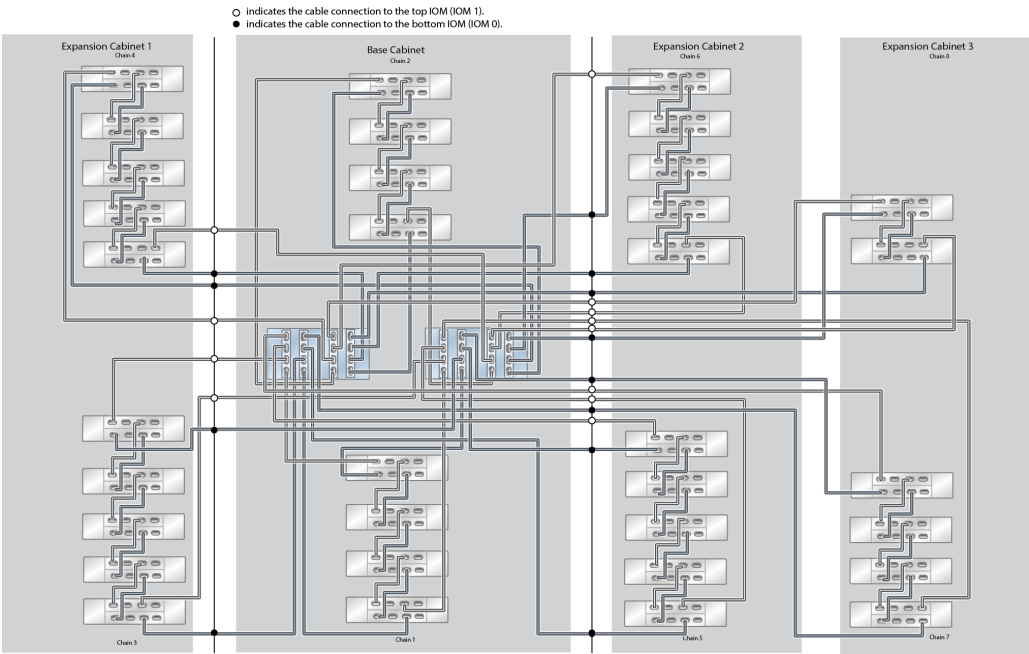 indicates the cable connection to the top IOM (IOM 1).
indicates the cable connection to the bottom IOM (IOM 0).
Expansion Cabinet 1
Chain 4
Base Cabinet
Chain 2
Expansion Cabinet 2
Chain 6
Expansion Cabinet 3
Chain 8
Chain 3
Chain 1
Chain 5
Chain 7